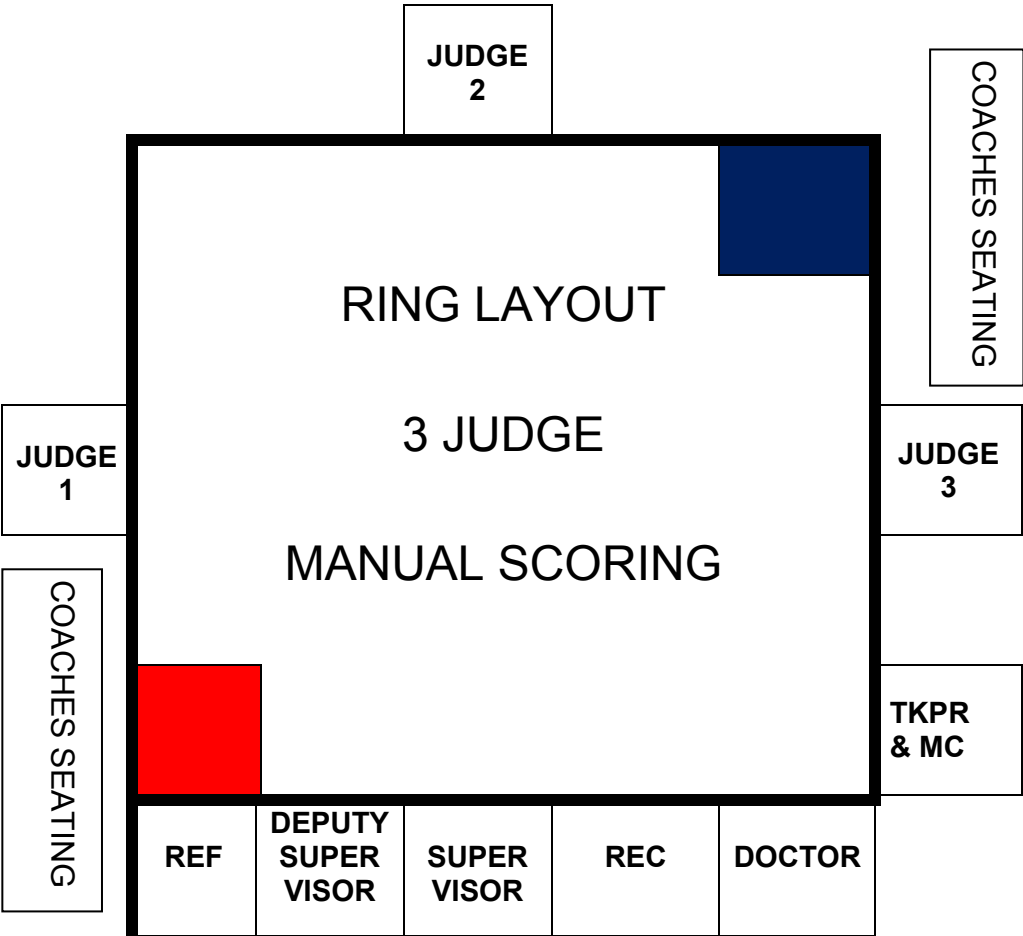 JUDGE
2
COACHES SEATING
RING LAYOUT
3 JUDGE
MANUAL SCORING
JUDGE
1
JUDGE
3
COACHES SEATING
TKPR
& MC
REF
DEPUTY
SUPER
VISOR
SUPER
VISOR
REC
DOCTOR